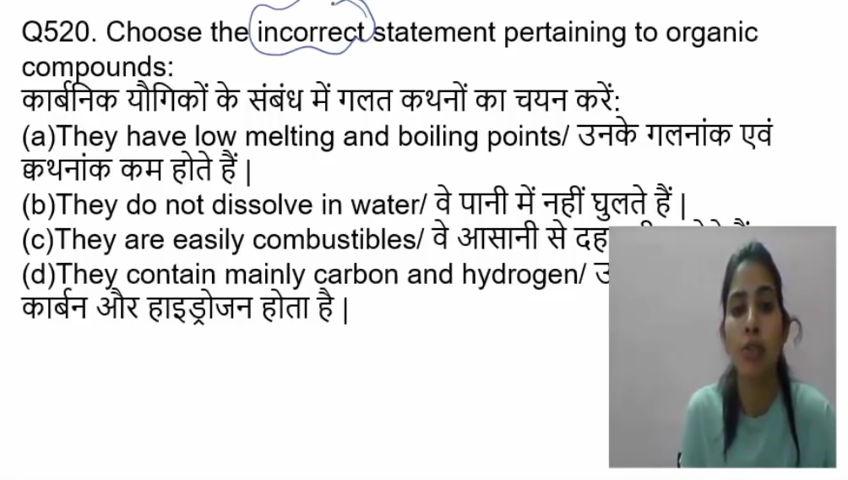 Q520. Choose the incorrect statement pertaining to organic
compounds:
कार्बनिक यौगिकों के संबंध में गलत कथनों का चयन करें:
(a)They have low melting and boiling points/ उनके गलनांक एवं
क्वथनांक कम होते हैं |
(b)They do not dissolve in water/ वे पानी में नहीं घुलते हैं |
(c)They are easily combustibles/ वे आसानी से
(d)They contain mainly carbon and hydrogen/
कार्बन और हाइड्रोजन होता है |